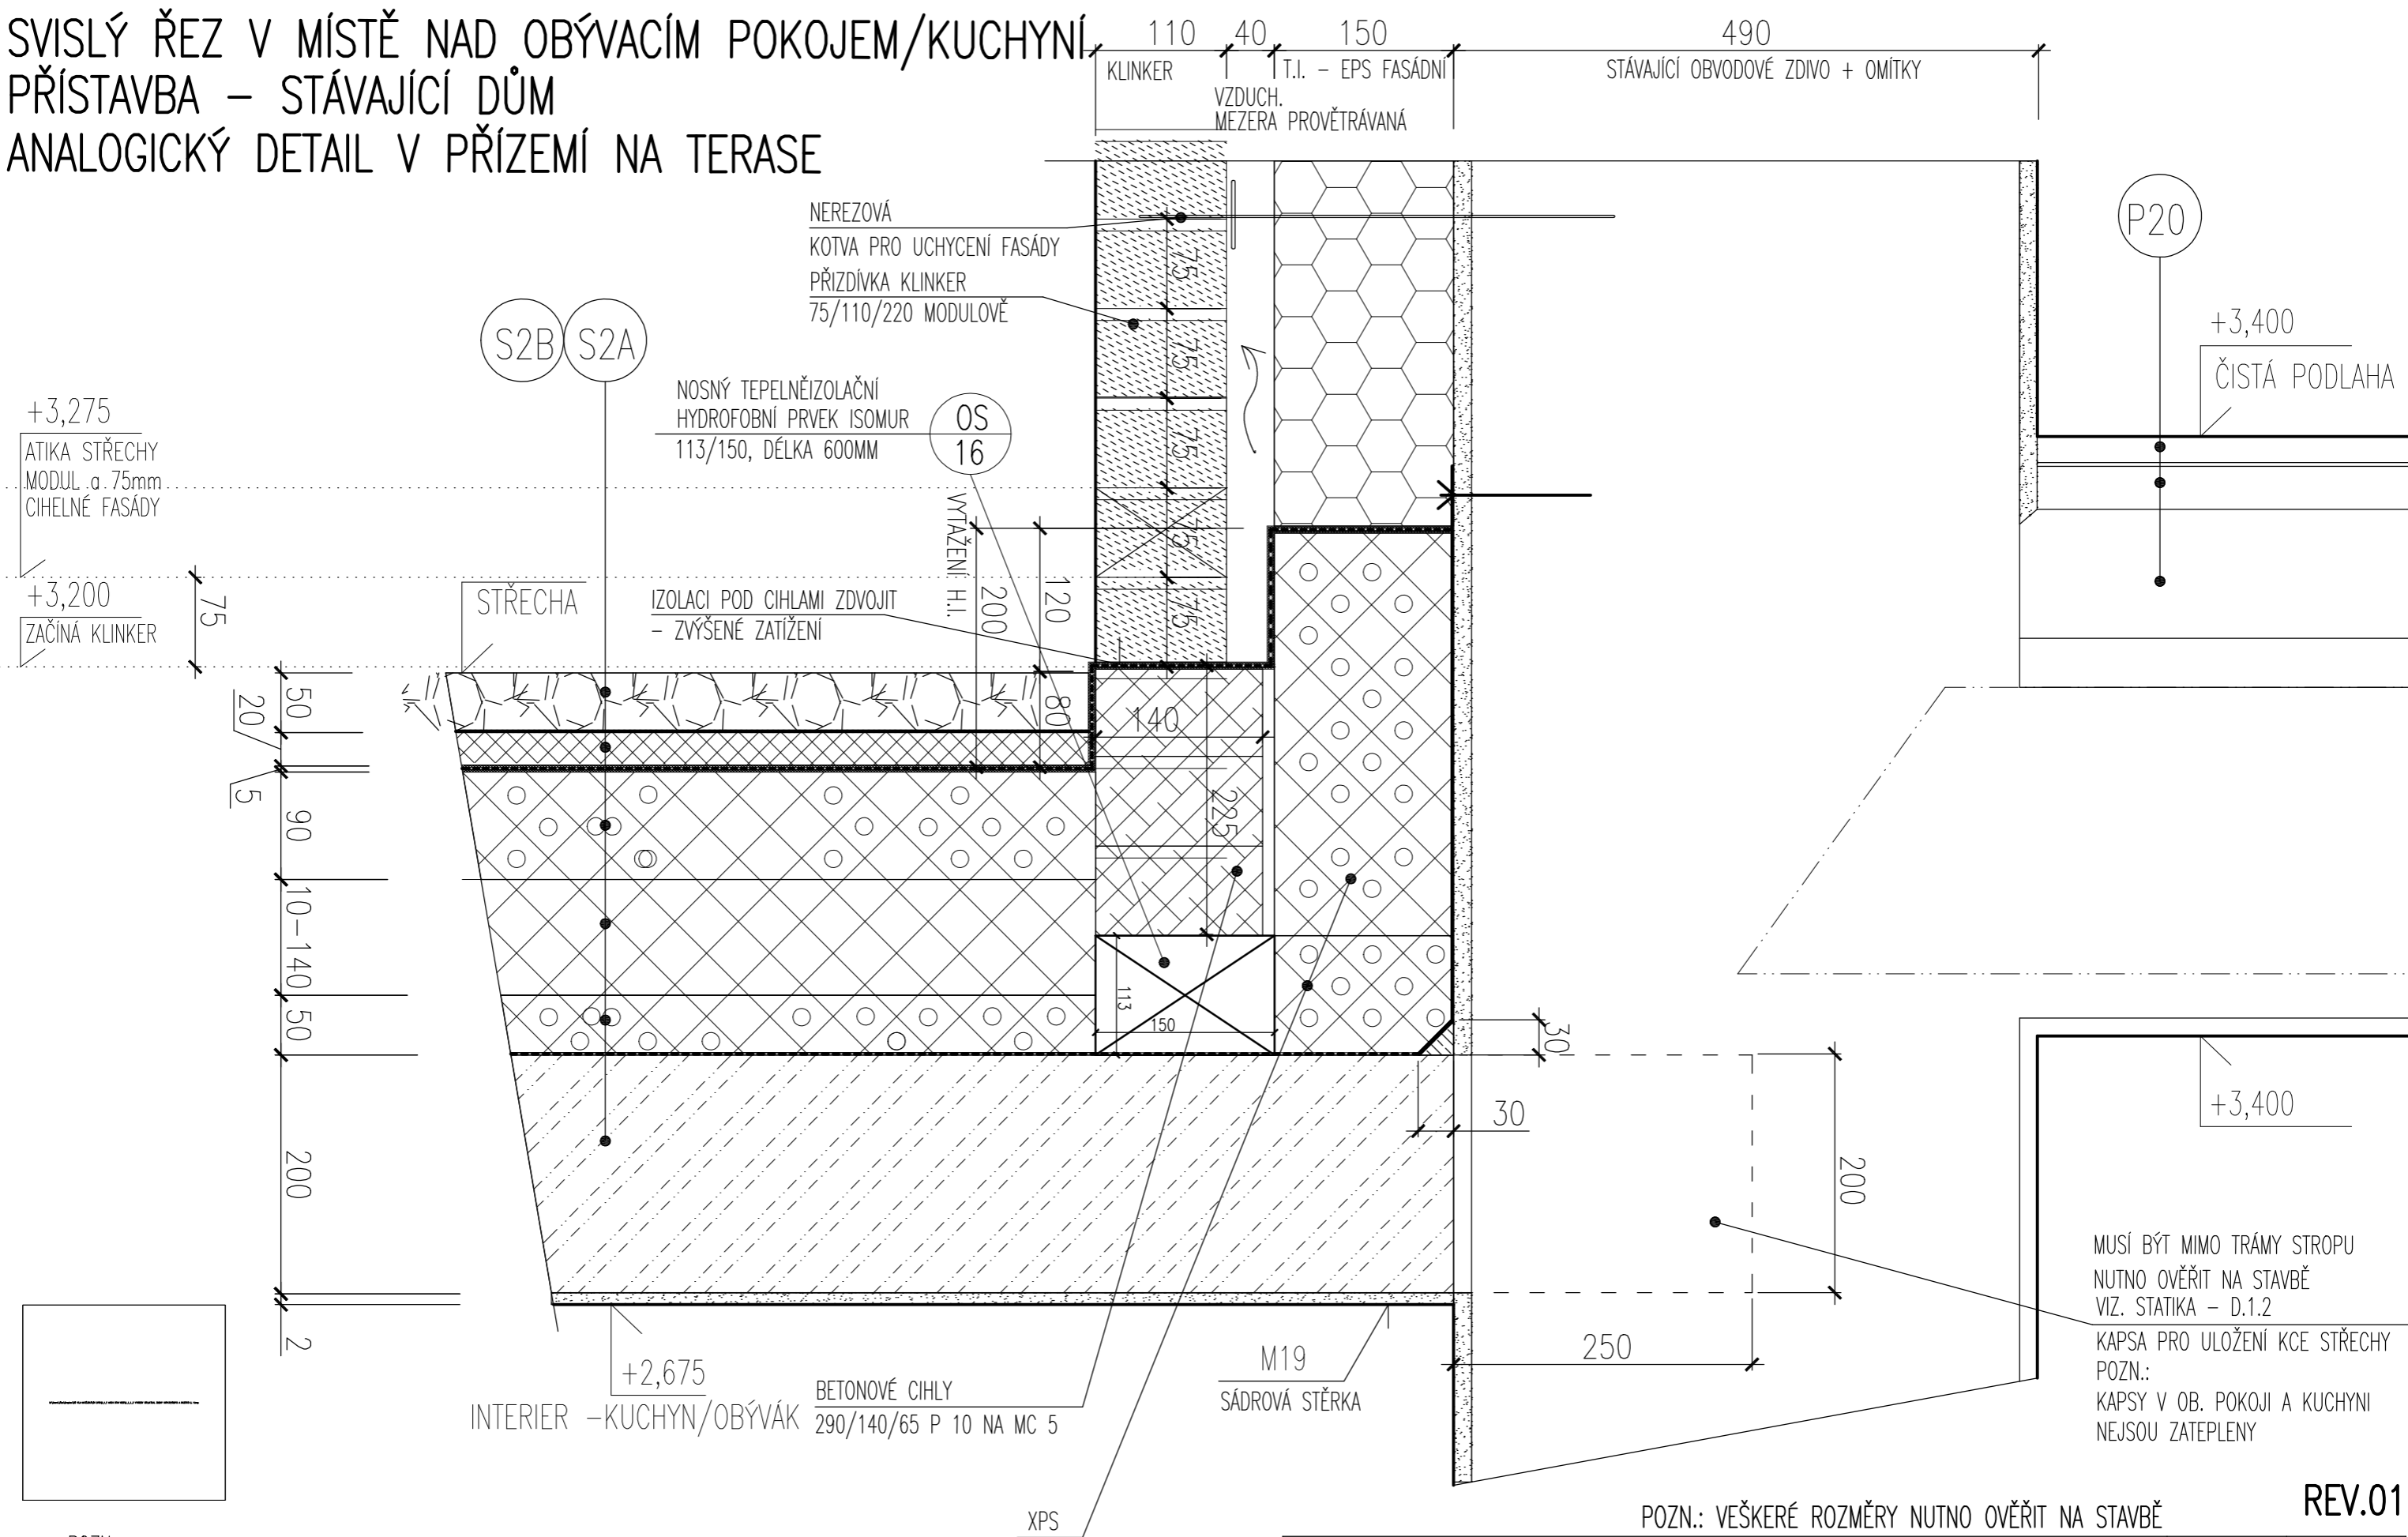 SVISLÝ ŘEZ V MÍSTĚ NAD OBÝVACÍM POKOJEM/KUCHYNÍ
PŘÍSTAVBA – STÁVAJÍCÍ DŮM
ANALOGICKÝ DETAIL V PŘÍZEMÍ NA TERASE
110
40
150
490
KLINKER
T.I. – EPS FASÁDNÍ
STÁVAJÍCÍ OBVODOVÉ ZDIVO + OMÍTKY
VZDUCH.
MEZERA PROVĚTRÁVANÁ
NEREZOVÁ
KOTVA PRO UCHYCENÍ FASÁDY
PŘIZDÍVKA KLINKER
75/110/220 MODULOVĚ
P20
+3,400
ČISTÁ PODLAHA
S2B
S2A
NOSNÝ TEPELNĚIZOLAČNÍ
HYDROFOBNÍ PRVEK ISOMUR
113/150, DÉLKA 600MM
OS
16
+3,275
ATIKA STŘECHY
MODUL a 75mm
CIHELNÉ FASÁDY
+3,200
ZAČÍNÁ KLINKER
75
STŘECHA
IZOLACI POD CIHLAMI ZDVOJIT
– ZVÝŠENÉ ZATÍŽENÍ
VYTAŽENÍ H.I.
200
120
80
75
75
75
75
75
140
225
113
150
50
20
5
90
10–140
50
200
2
30
30
200
250
+3,400
MUSÍ BÝT MIMO TRÁMY STROPU
NUTNO OVĚŘIT NA STAVBĚ
VIZ. STATIKA – D.1.2
KAPSA PRO ULOŽENÍ KCE STŘECHY
POZN.:
KAPSY V OB. POKOJI A KUCHYNI
NEJSOU ZATEPLENY
+2,675
INTERIER –KUCHYN/OBÝVÁK
BETONOVÉ CIHLY
290/140/65 P 10 NA MC 5
M19
SÁDROVÁ STĚRKA
XPS
POZN.: VEŠKERÉ ROZMĚRY NUTNO OVĚŘIT NA STAVBĚ
REV.01